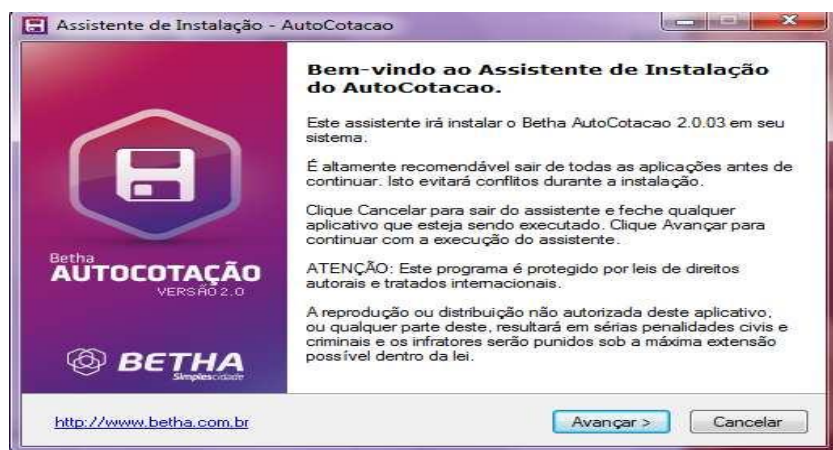 Assistente de Instalação - AutoCotacao
Bem-vindo ao Assistente de Instalação
do AutoCotacao.
Este assistente irá instalar o Betha AutoCotacao 2.0.03 em seu
sistema.
É altamente recomendável sair de todas as aplicações antes de
continuar. Isto evitará conflitos durante a instalação.
Clique Cancelar para sair do assistente e feche qualquer
aplicativo que esteja sendo executado. Clique Avançar para
continuar com a execução do assistente.
ATENÇÃO: Este programa é protegido por leis de direitos
autorais e tratados internacionais.
A reprodução ou distribuição não autorizada deste aplicativo,
ou qualquer parte deste, resultará em sérias penalidades civis e
criminais e os infratores serão punidos sob a máxima extensão
possível dentro da lei.
Betha
AUTOCOTAÇÃO
VERSÃO 2.0
BETHA
Simplescidade
http://www.betha.com.br
Avançar >
Cancelar